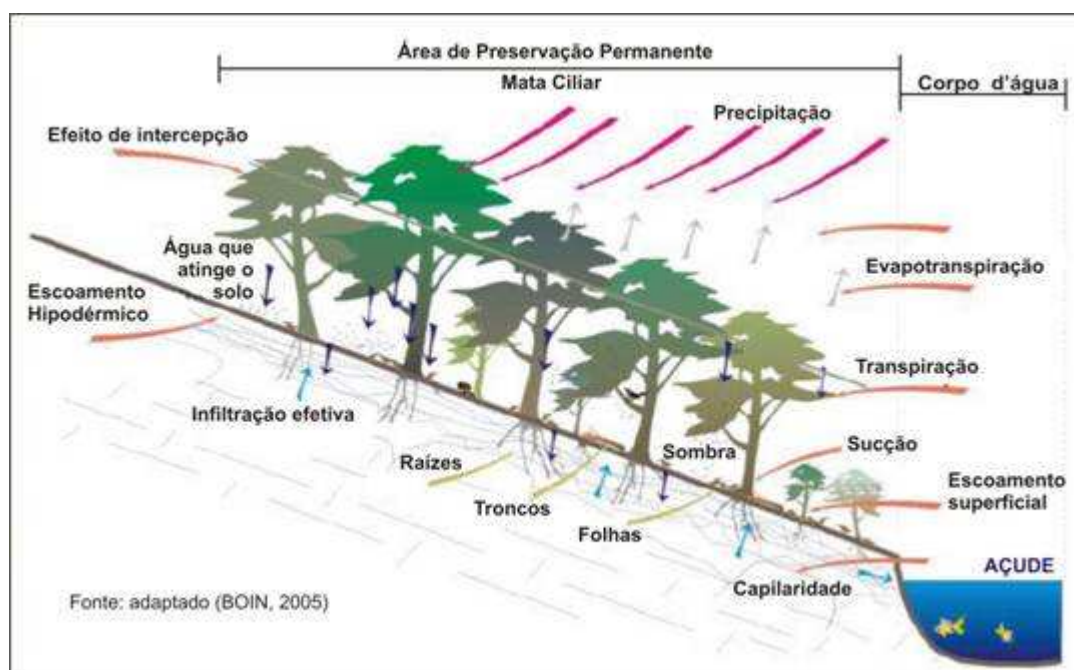 Área de Preservação Permanente
Mata Ciliar
Corpo d'água
Precipitação
Efeito de intercepção
Água que
atinge o
solo
Escoamento
Hipodérmico
Evapotranspiração
Transpiração
Infiltração efetiva
Raízes
Troncos
Folhas
Sombra
Sucção
Escoamento
superficial
Capilaridade
AÇUDE
Fonte: adaptado (BOIN, 2005)